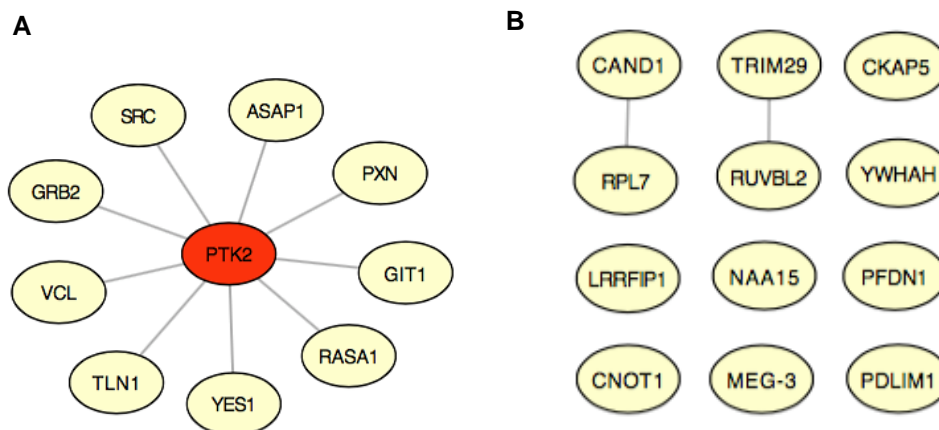 A
SRC
ASAP1
PXN
GRB2
PTK2
GIT1
VCL
RASA1
TLN1
YES1
B
CAND1 TRIM29 CKAP5
RPL7 RUVBL2 YWHAH
LRRFIP1 NAA15 PFDN1
CNOT1 MEG-3 PDLIM1